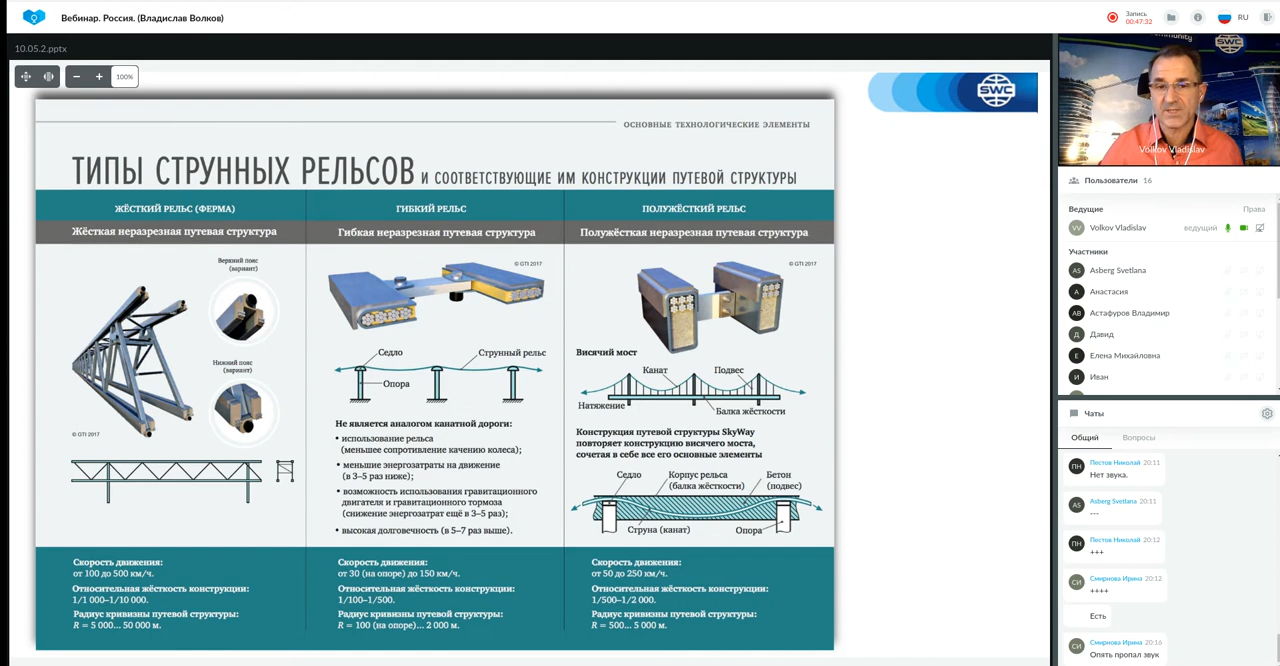 Вебинар. Россия. (Владислав Волков)
Запись
00:47:32
RU
10.05.2.pptx
100%
SWC
ОСНОВНЫЕ ТЕХНОЛОГИЧЕСКИЕ ЭЛЕМЕНТЫ
ТИПЫ СТРУННЫХ РЕЛЬСОВ И СООТВЕТСТВУЮЩИЕ ИМ КОНСТРУКЦИИ ПУТЕВОЙ СТРУКТУРЫ
ЖЁСТКИЙ РЕЛЬС (ФЕРМА)
Жёсткая неразрезная путевая структура
Верхний пояс
(вариант)
Нижний пояс
(вариант)
© GTI 2017
Скорость движения:
от 100 до 500 км/ч.
Относительная жёсткость конструкции:
1/1 000–1/10 000.
Радиус кривизны путевой структуры:
R = 5 000... 50 000 м.
ГИБКИЙ РЕЛЬС
Гибкая неразрезная путевая структура
© GTI 2017
Седло
Струнный рельс
Опора
Не является аналогом канатной дороги:
• использование рельса
(меньшее сопротивление качению колеса);
• меньшие энергозатраты на движение
(в 3–5 раз ниже);
• возможность использования гравитационного
двигателя и гравитационного тормоза
(снижение энергозатрат ещё в 3–5 раз);
• высокая долговечность (в 5–7 раз выше).
Скорость движения:
от 30 (на опоре) до 150 км/ч.
Относительная жёсткость конструкции:
1/100–1/500.
Радиус кривизны путевой структуры:
R = 100 (на опоре)... 2 000 м.
ПОЛУЖЁСТКИЙ РЕЛЬС
Полужёсткая неразрезная путевая структура
© GTI 2017
Висячий мост
Канат
Подвес
Натяжение
Балка жёсткости
Конструкция путевой структуры SkyWay
повторяет конструкцию висячего моста,
сочетая в себе все его основные элементы
Седло
Корпус рельса
(балка жёсткости)
Бетон
(подвес)
Струна (канат)
Опора
Скорость движения:
от 50 до 250 км/ч.
Относительная жёсткость конструкции:
1/500–1/2 000.
Радиус кривизны путевой структуры:
R = 500... 5 000 м.
community
SWC
Volkov Vladislav
Пользователи 16
Ведущие
Права
VV
Volkov Vladislav
ведущий
Участники
AS
Asberg Svetlana
А
Анастасия
АВ
Астафуров Владимир
Д
Давид
Е
Елена Михайловна
И
Иван
Чаты
Общий
Вопросы
ПН
Пестов Николай 20:11
Нет звука.
AS
Asberg Svetlana 20:11
---
ПН
Пестов Николай 20:12
+++
СИ
Смирнова Ирина 20:12
++++
Есть
СИ
Смирнова Ирина 20:16
Опять пропал звук